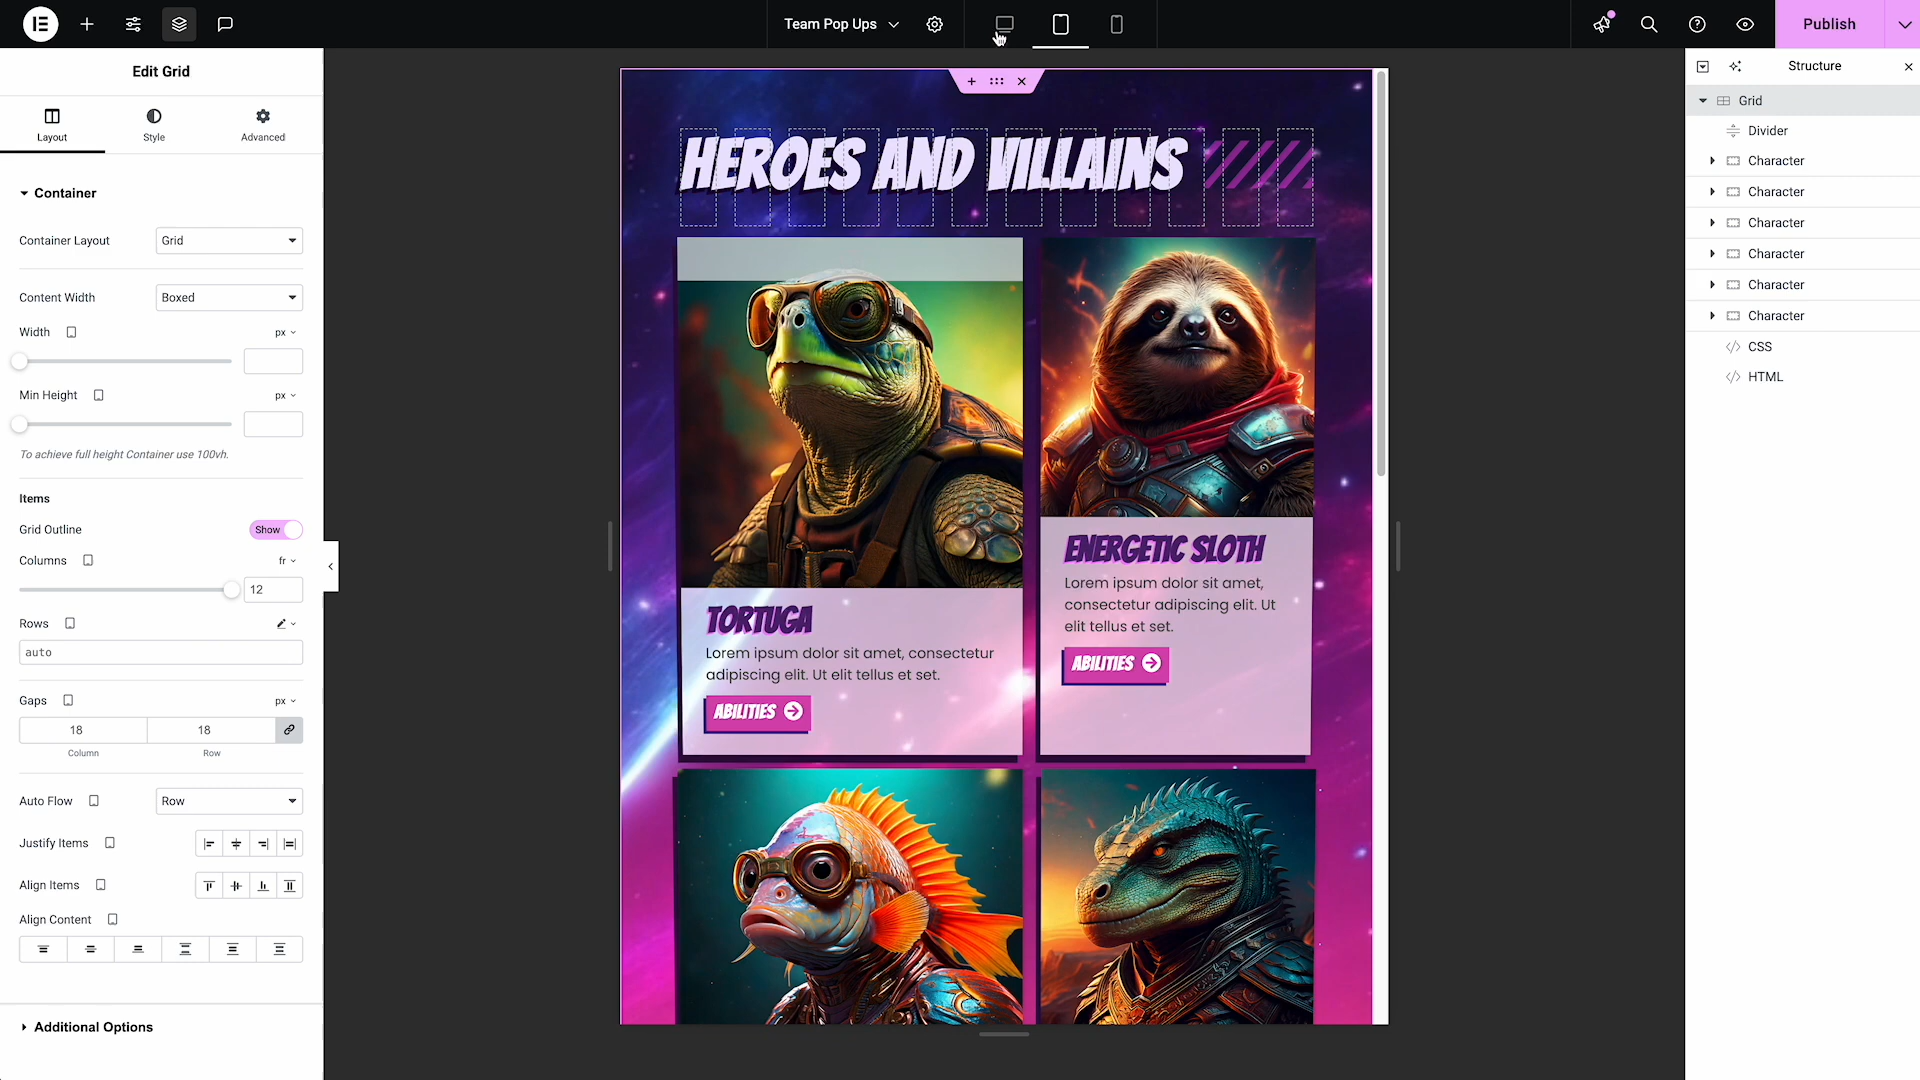 Team Pop Ups
Publish
Edit Grid
Layout
Style
Advanced
Container
Container Layout
Grid
Content Width
Boxed
Width
px
Min Height
px
To achieve full height Container use 100vh.
Items
Grid Outline
Show
Columns
fr
12
Rows
auto
Gaps
px
18
18
Column
Row
Auto Flow
Row
Justify Items
Align Items
Align Content
Additional Options
HEROES AND VILLAINS
TORTUGA
Lorem ipsum dolor sit amet, consectetur
adipiscing elit. Ut elit tellus et set.
ABILITIES
ENERGETIC SLOTH
Lorem ipsum dolor sit amet,
consectetur adipiscing elit. Ut
elit tellus et set.
ABILITIES
Structure
Grid
Divider
Character
Character
Character
Character
Character
Character
CSS
HTML